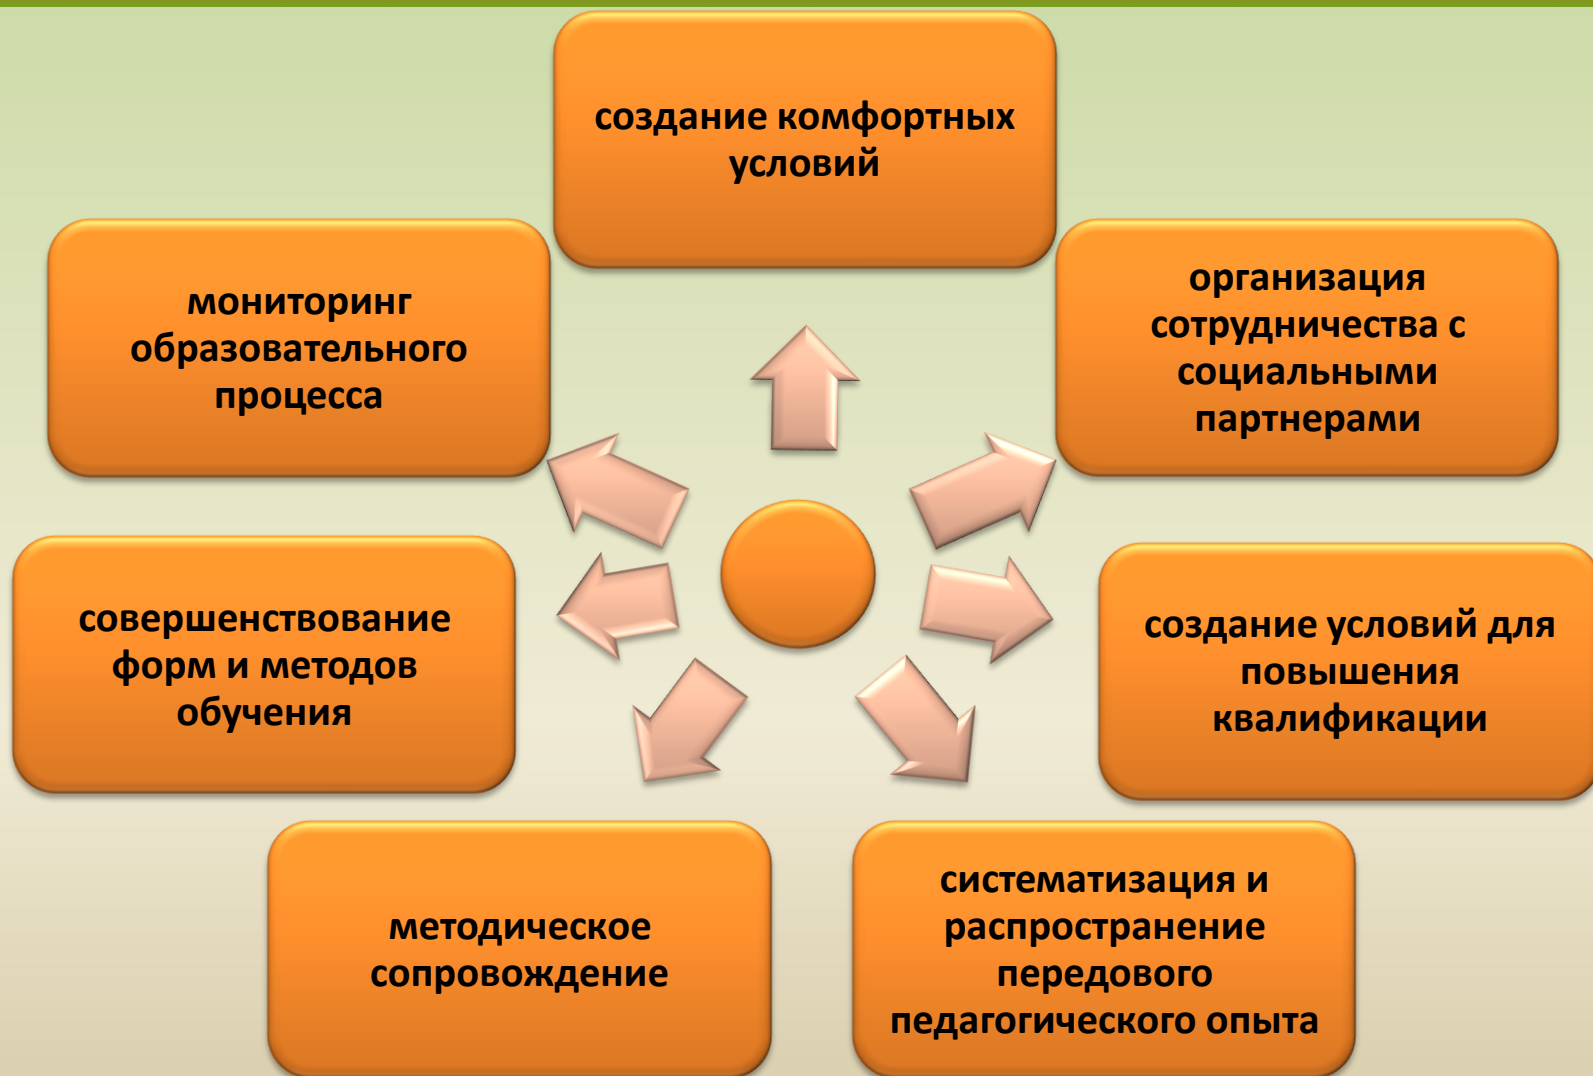 создание комфортных
условий
организация
сотрудничества с
социальными
партнерами
создание условий для
повышения
квалификации
систематизация и
распространение
передового
педагогического опыта
методическое
сопровождение
совершенствование
форм и методов
обучения
мониторинг
образовательного
процесса